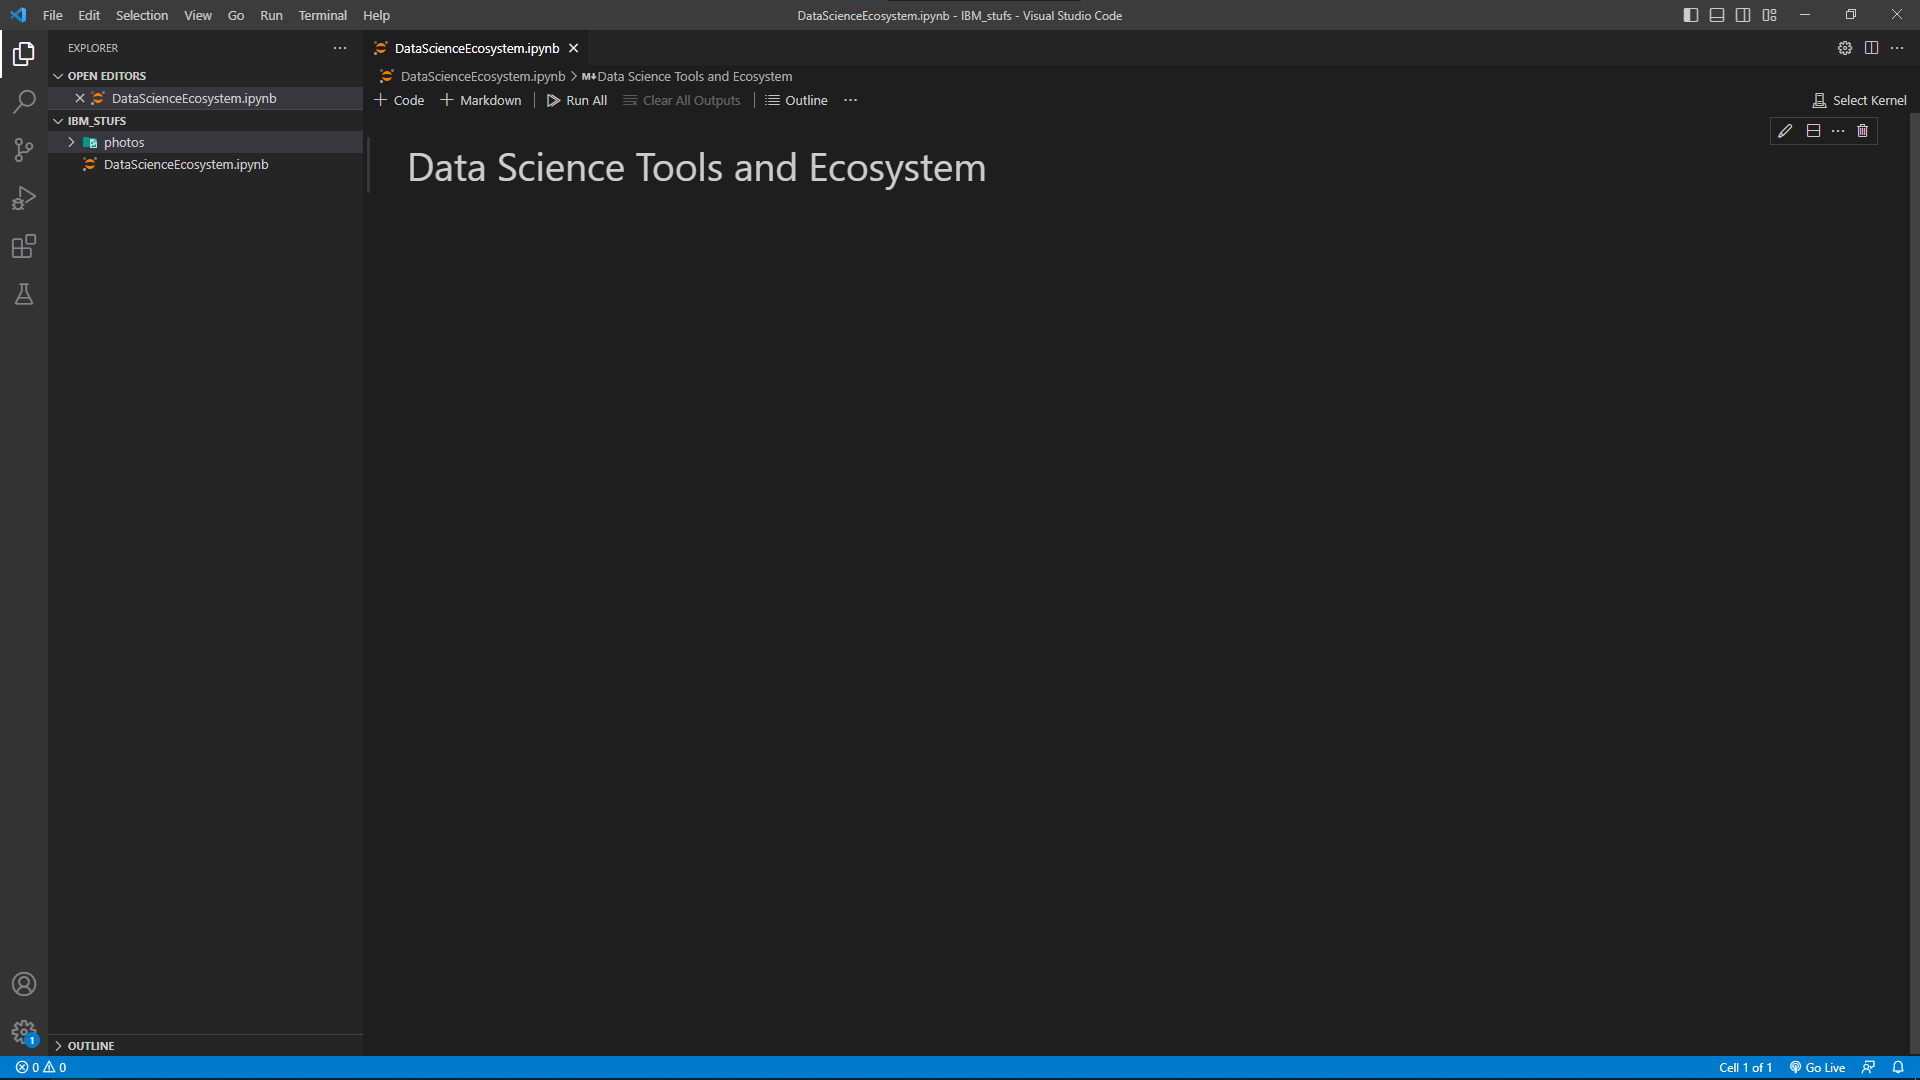 File Edit Selection View Go Run Terminal Help
DataScienceEcosystem.ipynb - IBM_stufs - Visual Studio Code
EXPLORER
OPEN EDITORS
DataScienceEcosystem.ipynb
IBM_STUFS
photos
DataScienceEcosystem.ipynb
OUTLINE
DataScienceEcosystem.ipynb
DataScienceEcosystem.ipynb > M Data Science Tools and Ecosystem
+ Code + Markdown | Run All Clear All Outputs | Outline ...
Select Kernel
Data Science Tools and Ecosystem
1
0 0
Cell 1 of 1 Go Live